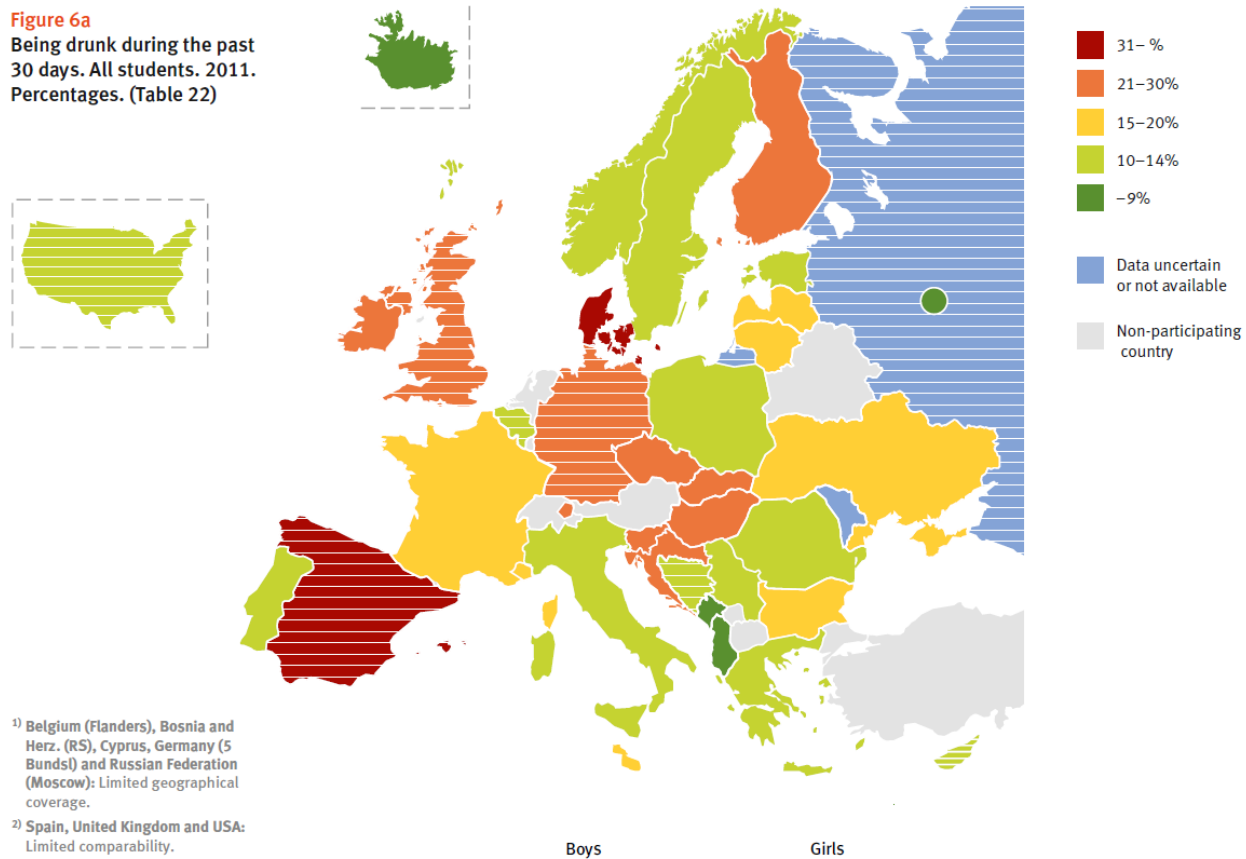 Figure 6a
Being drunk during the past
30 days. All students. 2011.
Percentages. (Table 22)
31– %
21–30%
15–20%
10–14%
–9%
Data uncertain
or not available
Non-participating
country
1) Belgium (Flanders), Bosnia and
Herz. (RS), Cyprus, Germany (5
Bundsl) and Russian Federation
(Moscow): Limited geographical
coverage.
2) Spain, United Kingdom and USA:
Limited comparability.
Boys
Girls